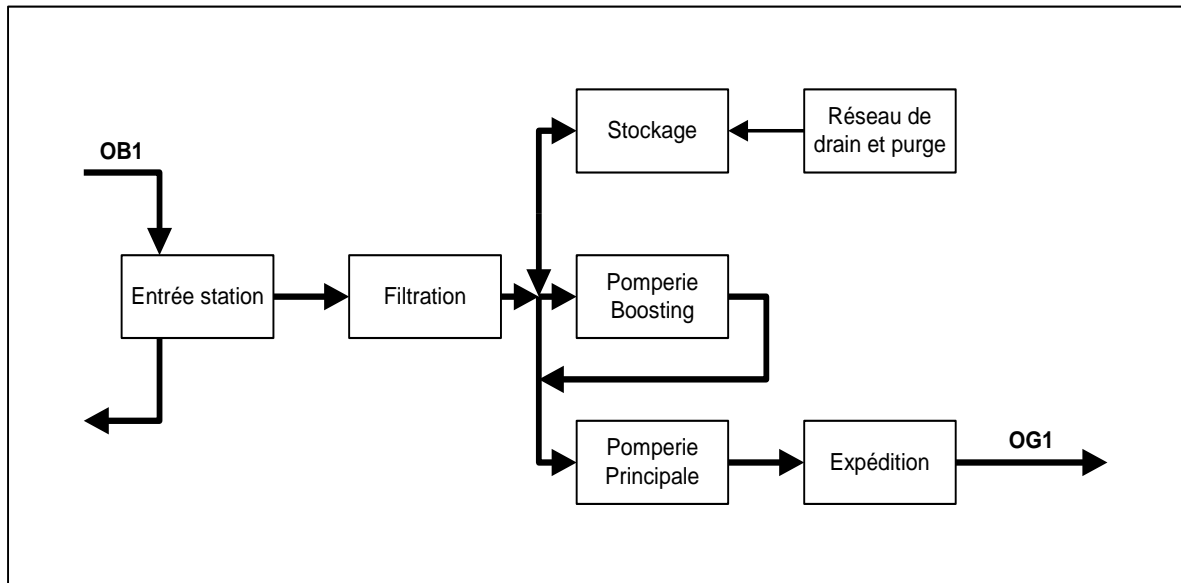 OB1
Entrée station
Filtration
Stockage
Réseau de
drain et purge
Pomperie
Boosting
Pomperie
Principale
Expédition
OG1